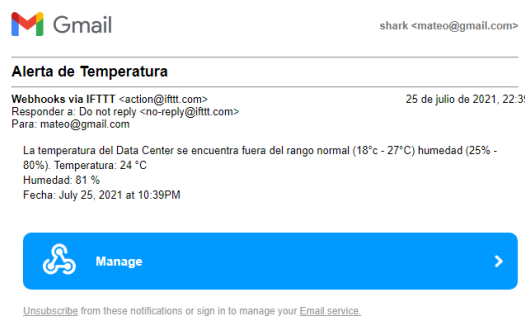 Gmail
shark <mateo@gmail.com>
Alerta de Temperatura
Webhooks via IFTTT <action@ifttt.com>
25 de julio de 2021, 22:39
Responder a: Do not reply <no-reply@ifttt.com>
Para: mateo@gmail.com
La temperatura del Data Center se encuentra fuera del rango normal (18°c - 27°C) humedad (25% -
80%). Temperatura: 24 °C
Humedad: 81 %
Fecha: July 25, 2021 at 10:39PM
Manage
Unsubscribe from these notifications or sign in to manage your Email service.